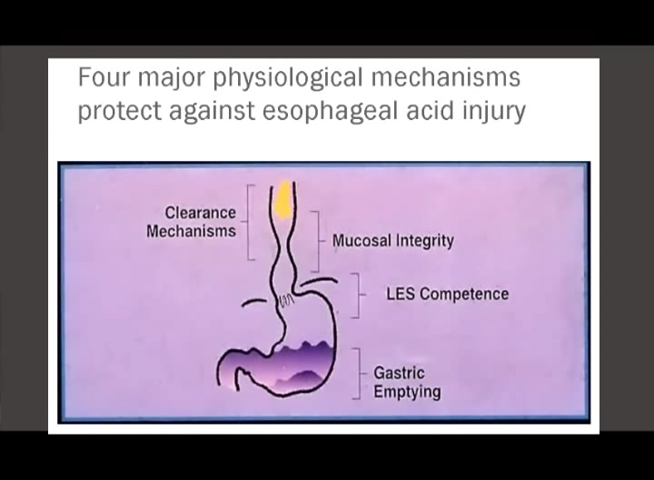 Four major physiological mechanisms
protect against esophageal acid injury
Clearance
Mechanisms
Mucosal Integrity
LES Competence
Gastric
Emptying